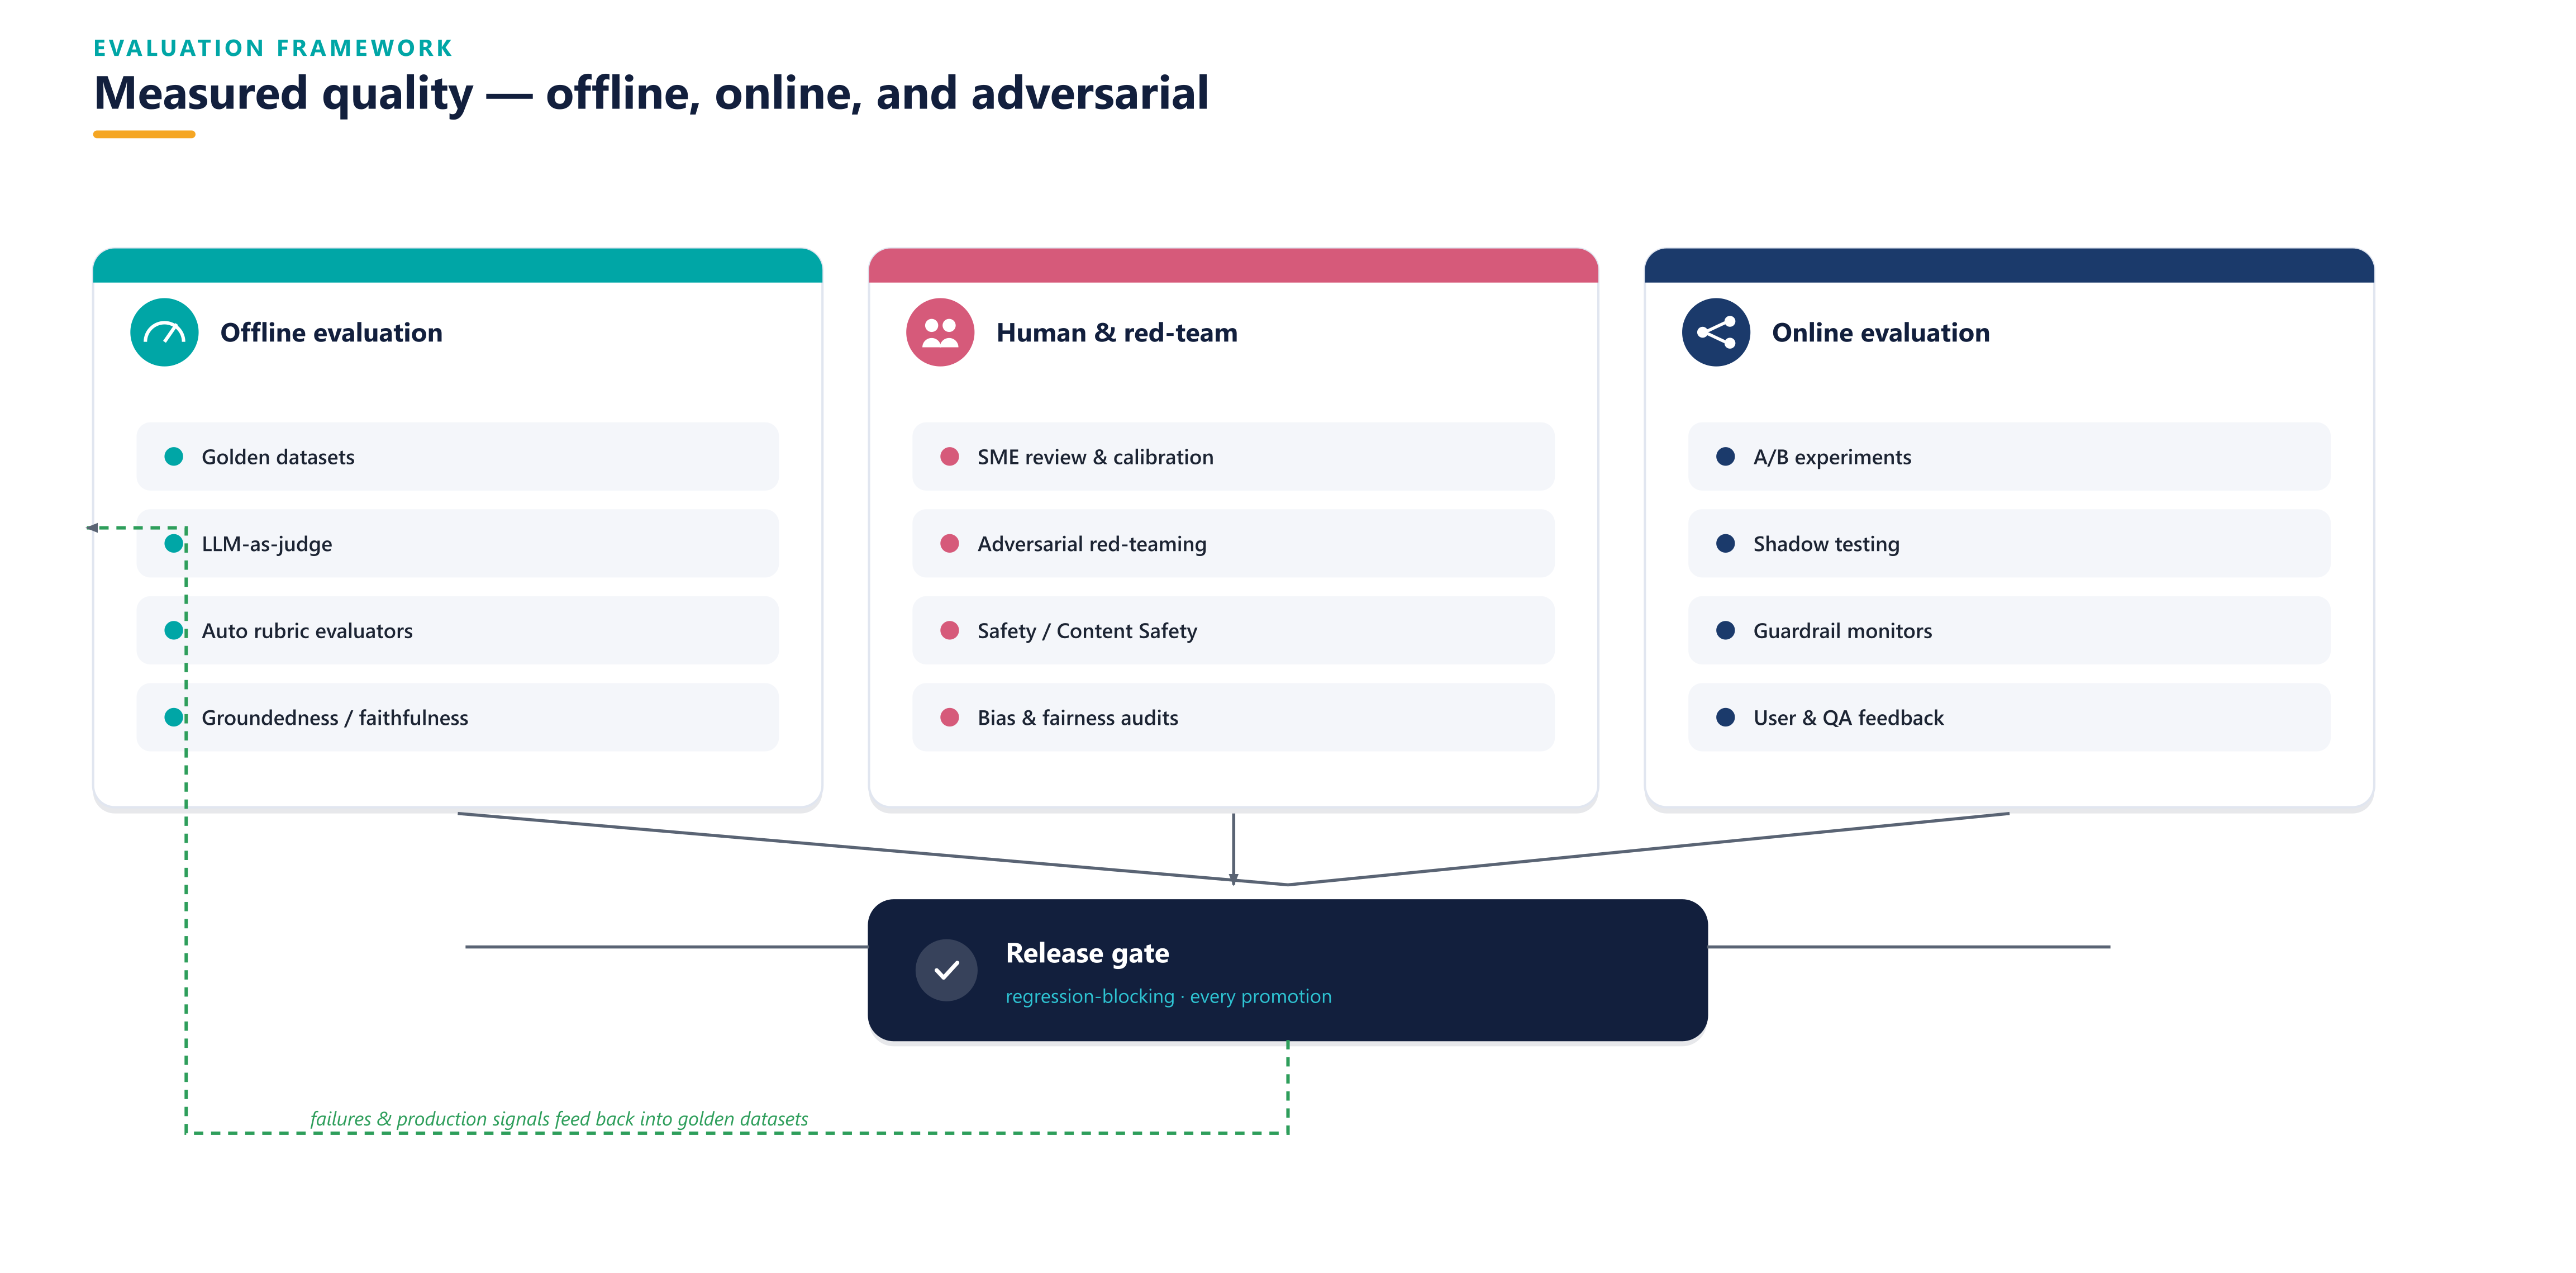 EVALUATION FRAMEWORK
Measured quality — offline, online, and adversarial
Offline evaluation
Golden datasets
LLM-as-judge
Auto rubric evaluators
Groundedness / faithfulness
Human & red-team
SME review & calibration
Adversarial red-teaming
Safety / Content Safety
Bias & fairness audits
Online evaluation
A/B experiments
Shadow testing
Guardrail monitors
User & QA feedback
Release gate
regression-blocking · every promotion
failures & production signals feed back into golden datasets